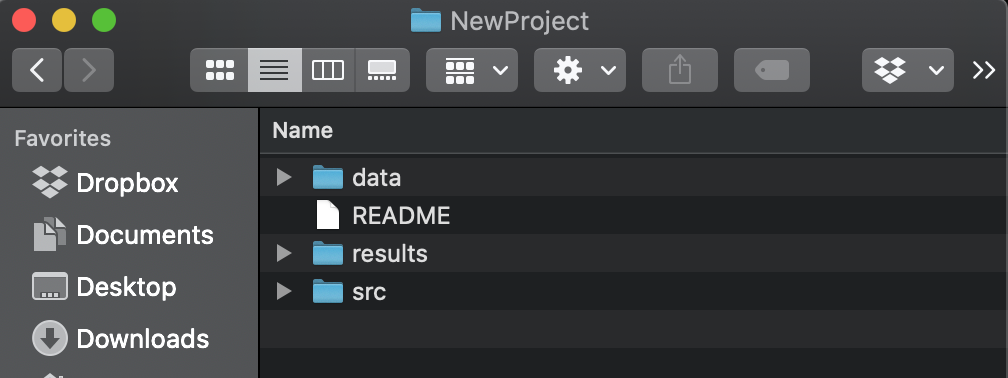 NewProject
Favorites
Dropbox
Documents
Desktop
Downloads
Name
data
README
results
src